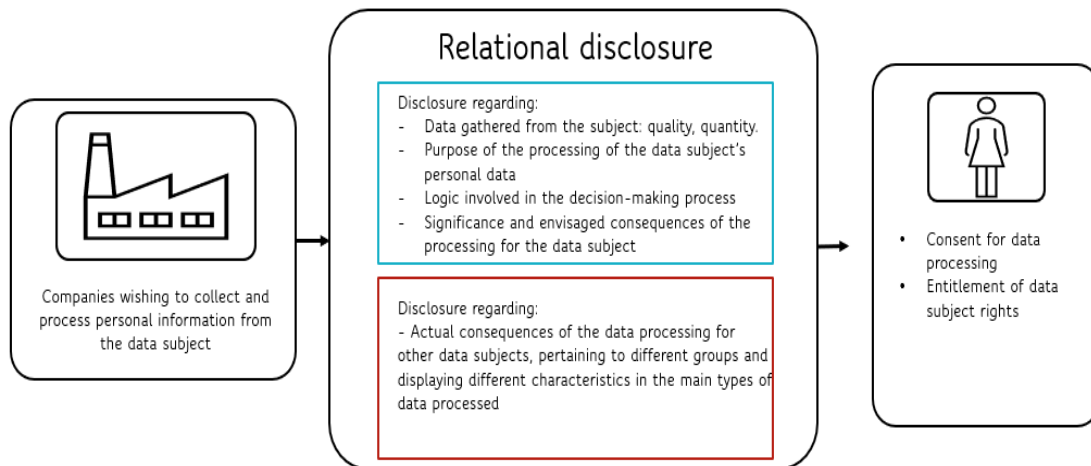 Relational disclosure
Companies wishing to collect and
process personal information from
the data subject
Disclosure regarding:
- Data gathered from the subject: quality, quantity.
- Purpose of the processing of the data subject's
personal data
- Logic involved in the decision-making process
- Significance and envisaged consequences of the
processing for the data subject
Disclosure regarding:
- Actual consequences of the data processing for
other data subjects, pertaining to different groups and
displaying different characteristics in the main types of
data processed
• Consent for data
processing
• Entitlement of data
subject rights